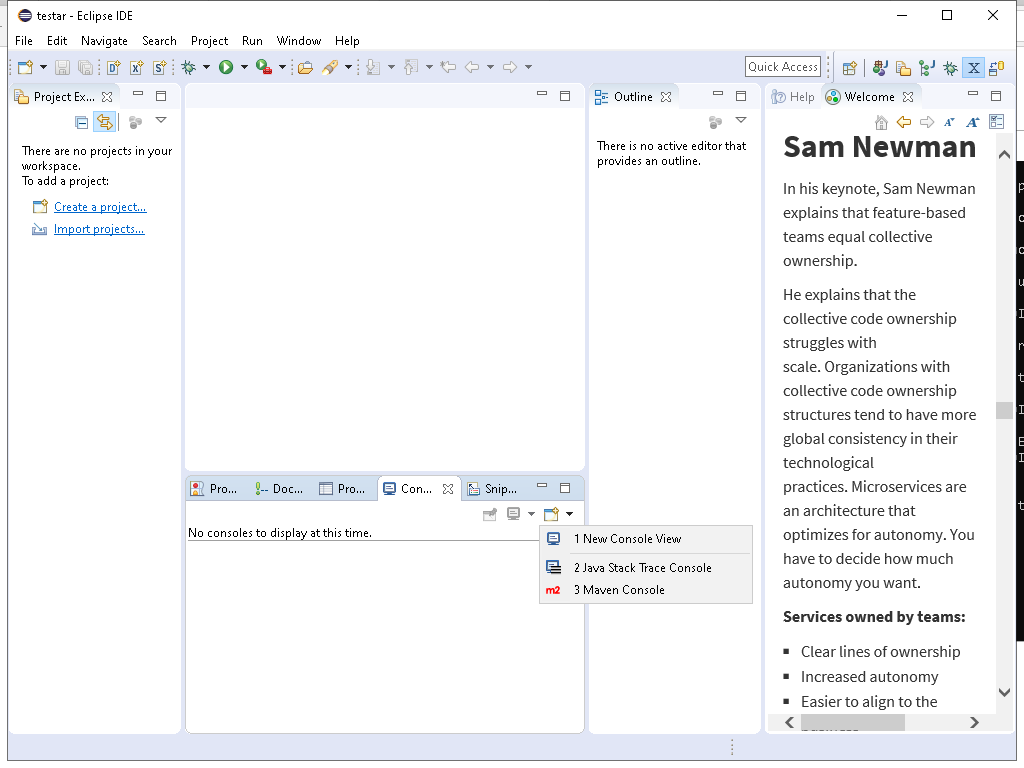 testar - Eclipse IDE
File Edit Navigate Search Project Run Window Help
Quick Access
Project Ex...
There are no projects in your
workspace.
To add a project:
Create a project...
Import projects...
Outline
There is no active editor that
provides an outline.
Help
Welcome
Sam Newman
In his keynote, Sam Newman
explains that feature-based
teams equal collective
ownership.
He explains that the
collective code ownership
struggles with
scale. Organizations with
collective code ownership
structures tend to have more
global consistency in their
technological
practices. Microservices are
an architecture that
optimizes for autonomy. You
have to decide how much
autonomy you want.
Services owned by teams:
Clear lines of ownership
Increased autonomy
Easier to align to the
Pro... Doc... Pro... Con... Snip...
No consoles to display at this time.
1 New Console View
2 Java Stack Trace Console
m2 3 Maven Console